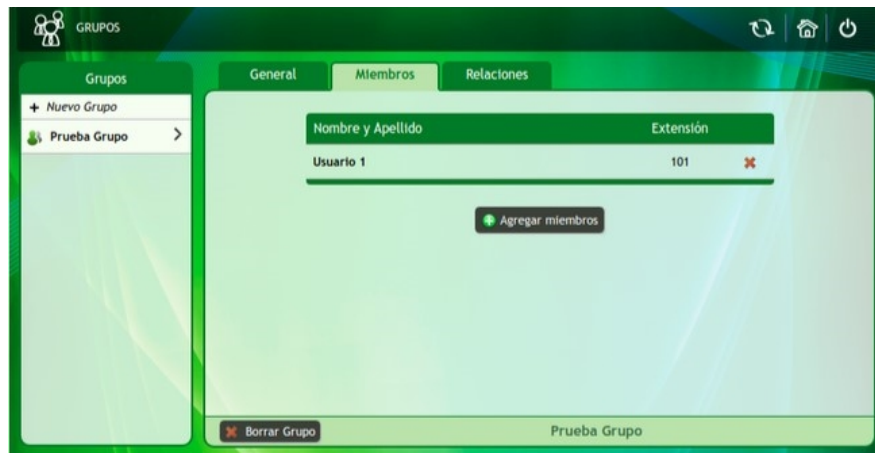 GRUPOS
Grupos
+ Nuevo Grupo
Prueba Grupo >
General
Miembros
Relaciones
Nombre y Apellido Extensión
Usuario 1 101
Agregar miembros
Borrar Grupo
Prueba Grupo